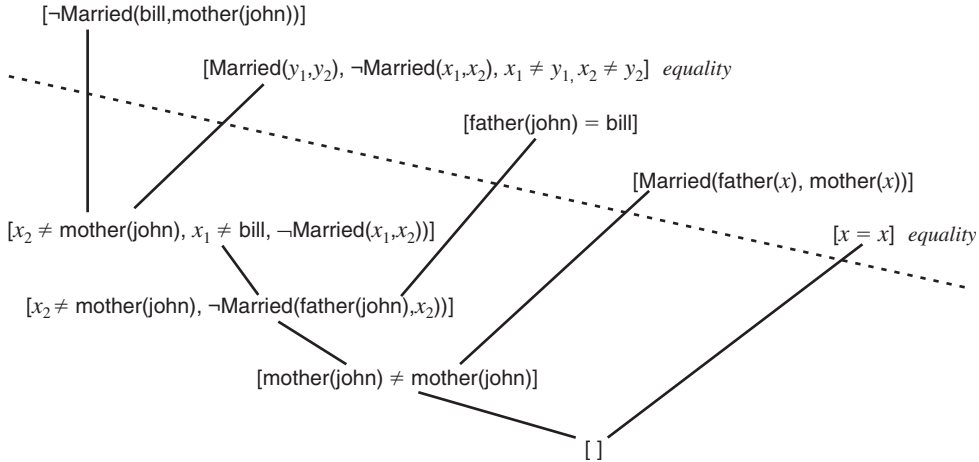 [¬Married(bill,mother(john))]
[Married(y₁,y₂), ¬Married(x₁,x₂), x₁ ≠ y₁, x₂ ≠ y₂] equality
[father(john) = bill]
[Married(father(x), mother(x))]
[x₂ ≠ mother(john), x₁ ≠ bill, ¬Married(x₁,x₂))]
[x = x] equality
[x₂ ≠ mother(john), ¬Married(father(john),x₂))]
[mother(john) ≠ mother(john)]
[ ]